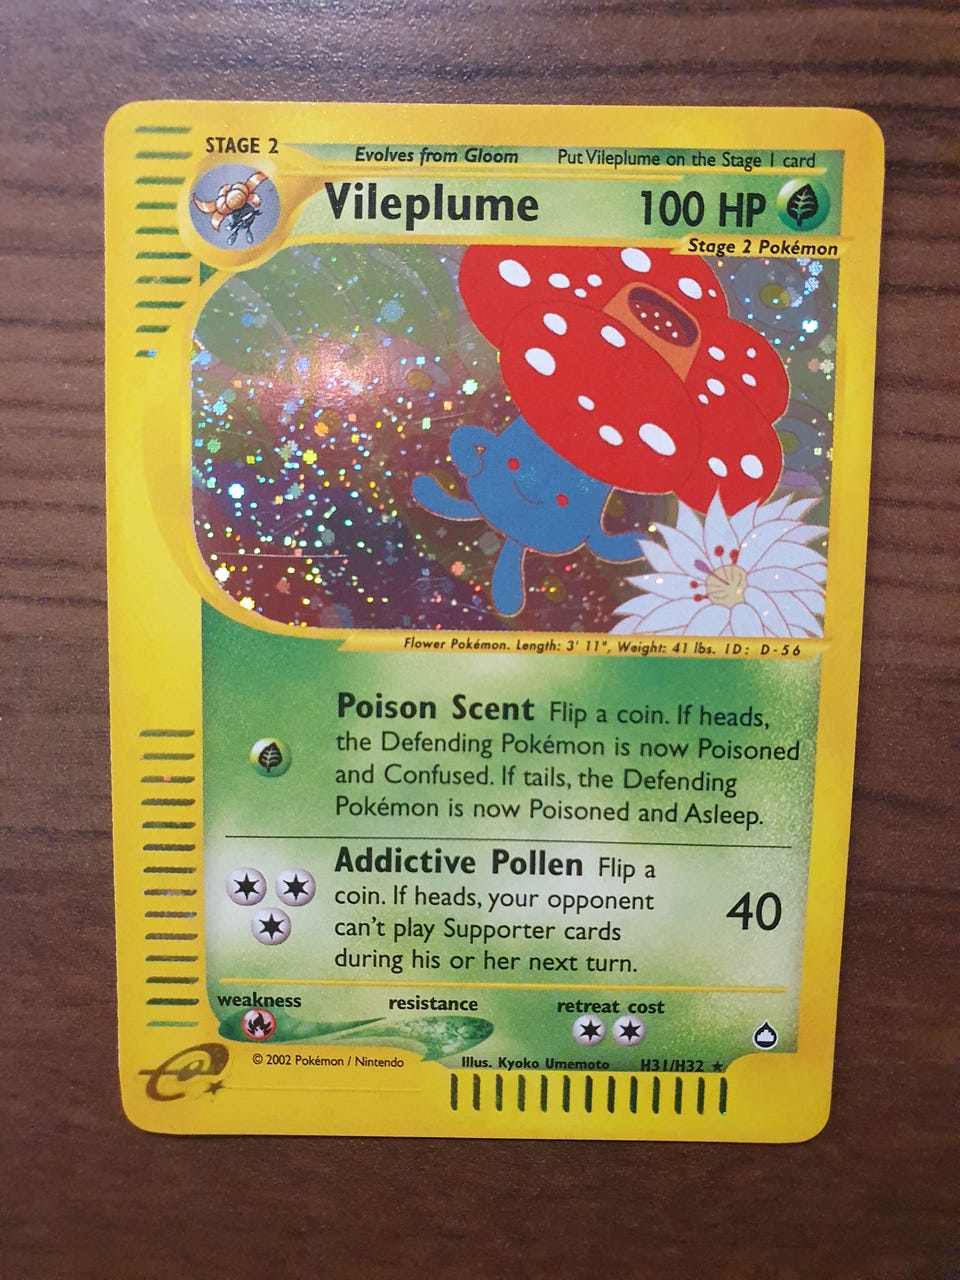 STAGE 2
Evolves from Gloom Put Vileplume on the Stage 1 card
Vileplume 100 HP
Stage 2 Pokémon
Flower Pokémon. Length: 3' 11", Weight: 41 lbs. ID: D-56
Poison Scent Flip a coin. If heads,
the Defending Pokémon is now Poisoned
and Confused. If tails, the Defending
Pokémon is now Poisoned and Asleep.
Addictive Pollen Flip a
coin. If heads, your opponent
can't play Supporter cards
during his or her next turn.
40
weakness resistance retreat cost
© 2002 Pokémon / Nintendo Illus. Kyoko Umemoto H31/H32 ★
e